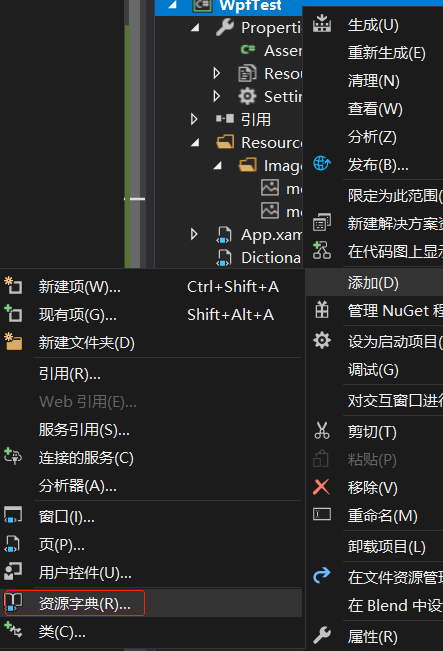 WpfTest
Properti
Assem
Resou
Settin
引用
Resource
Image
me
me
App.xam
Dictiona
生成(U)
重新生成(E)
清理(N)
查看(W)
分析(Z)
发布(B)...
限定为此范围(
新建解决方案资
在代码图上显示
添加(D)
管理 NuGet 程
设为启动项目(
调试(G)
对交互窗口进行
剪切(T)
粘贴(P)
移除(V)
重命名(M)
卸载项目(L)
在文件资源管理
在 Blend 中设
属性(R)
新建项(W)... Ctrl+Shift+A
现有项(G)... Shift+Alt+A
新建文件夹(D)
引用(R)...
Web 引用(E)...
服务引用(S)...
连接的服务(C)
分析器(A)...
窗口(I)...
页(P)...
用户控件(U)...
资源字典(R)...
类(C)...